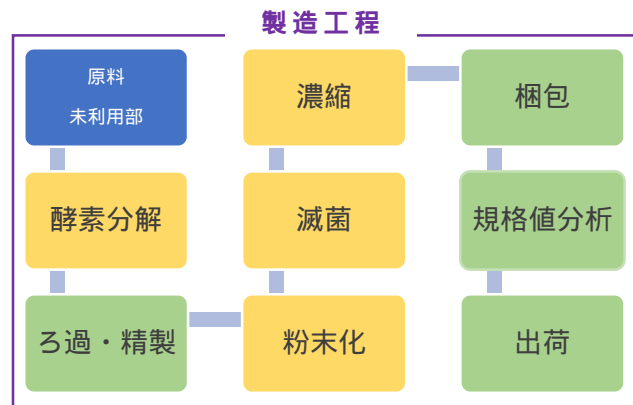 製造工程
原料
未利用部
酵素分解
ろ過・精製
濃縮
滅菌
粉末化
梱包
規格値分析
出荷